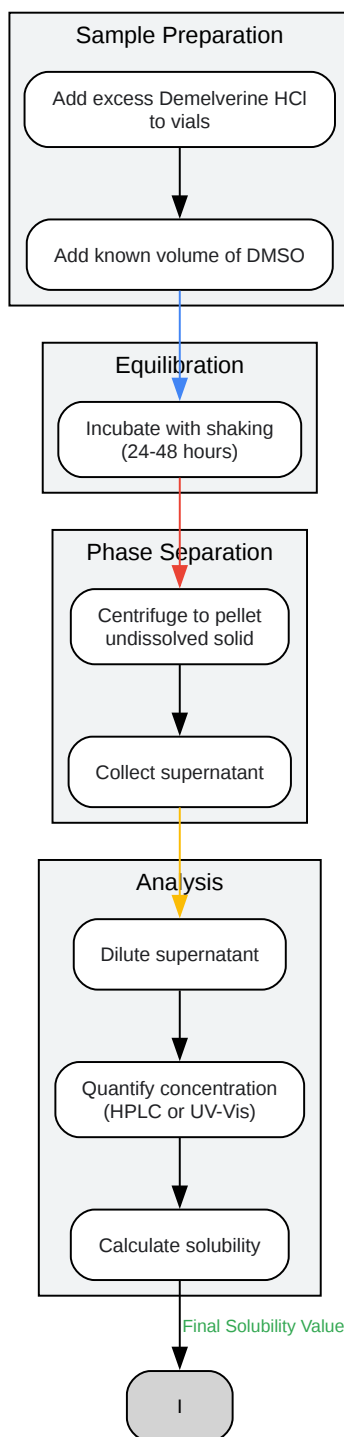 Sample Preparation
Add excess Demelverine HCl
to vials
Add known volume of DMSO
Equilibration
Incubate with shaking
(24-48 hours)
Phase Separation
Centrifuge to pellet
undissolved solid
Collect supernatant
Analysis
Dilute supernatant
Quantify concentration
(HPLC or UV-Vis)
Calculate solubility
Final Solubility Value
I